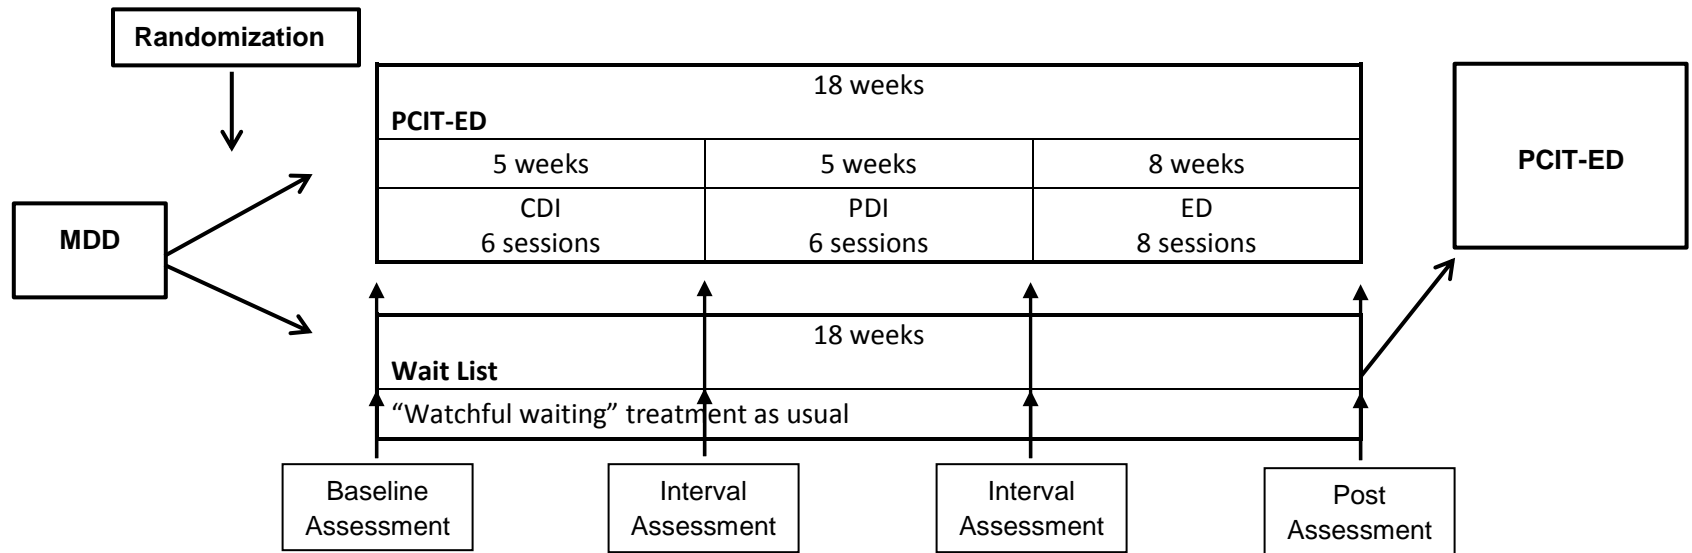 Randomization
18 weeks
PCIT-ED
5 weeks
5 weeks
8 weeks
CDI
6 sessions
PDI
6 sessions
ED
8 sessions
PCIT-ED
MDD
18 weeks
Wait List
“Watchful waiting” treatment as usual
Baseline
Assessment
Interval
Assessment
Interval
Assessment
Post
Assessment